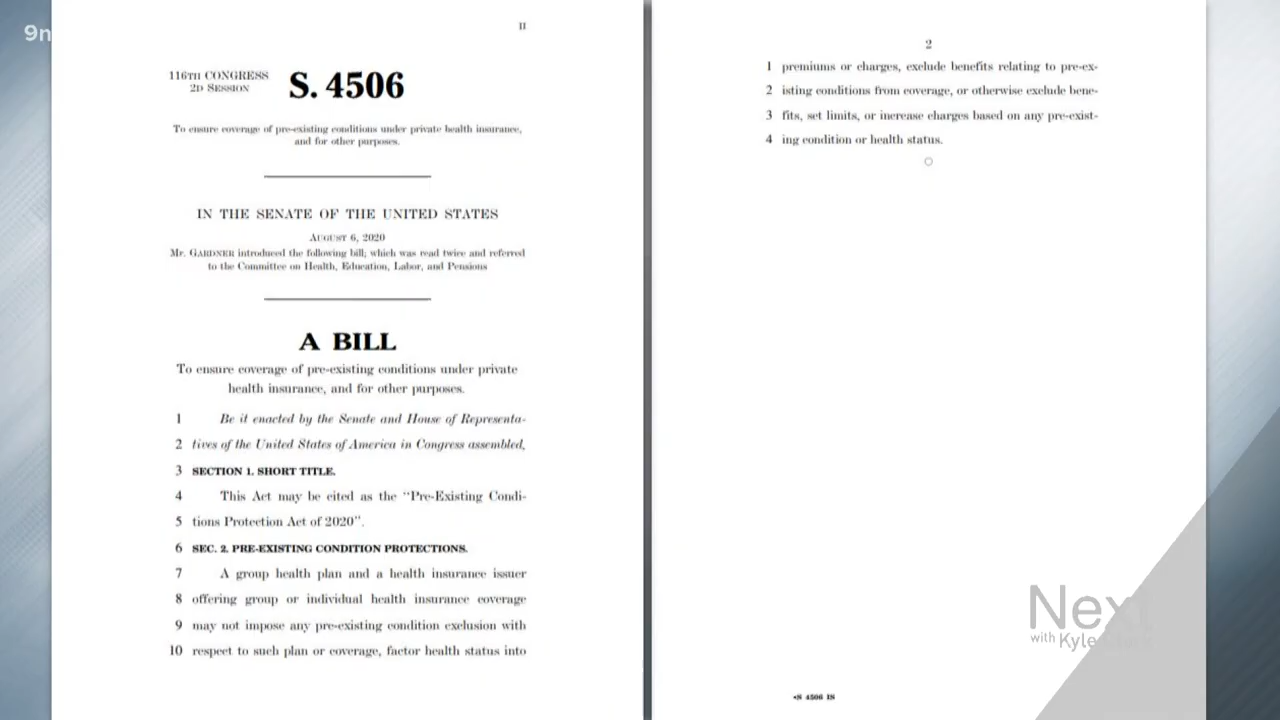 9n
II
116TH CONGRESS
2D SESSION
S. 4506
To ensure coverage of pre-existing conditions under private health insurance,
and for other purposes.
IN THE SENATE OF THE UNITED STATES
AUGUST 6, 2020
Mr. GARDNER introduced the following bill; which was read twice and referred
to the Committee on Health, Education, Labor, and Pensions
A BILL
To ensure coverage of pre-existing conditions under private
health insurance, and for other purposes.
1 Be it enacted by the Senate and House of Representa-
2 tives of the United States of America in Congress assembled,
3 SECTION 1. SHORT TITLE.
4 This Act may be cited as the “Pre-Existing Condi-
5 tions Protection Act of 2020”.
6 SEC. 2. PRE-EXISTING CONDITION PROTECTIONS.
7 A group health plan and a health insurance issuer
8 offering group or individual health insurance coverage
9 may not impose any pre-existing condition exclusion with
10 respect to such plan or coverage, factor health status into
2
1 premiums or charges, exclude benefits relating to pre-ex-
2 isting conditions from coverage, or otherwise exclude bene-
3 fits, set limits, or increase charges based on any pre-exist-
4 ing condition or health status.
•S 4506 IS
Next
with Kyle Clark